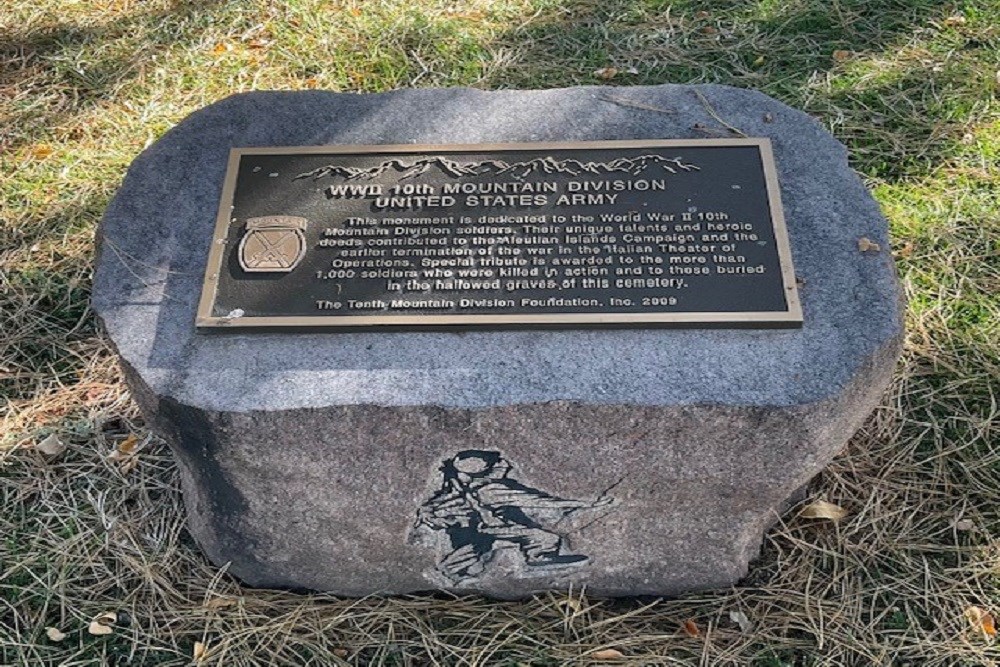 WWII 10th MOUNTAIN DIVISION
UNITED STATES ARMY
This monument is dedicated to the World War II 10th
Mountain Division soldiers. Their unique talents and heroic
deeds contributed to the Aleutian Islands Campaign and the
earlier termination of the war in the Italian Theater of
Operations. Special tribute is awarded to the more than
1,000 soldiers who were killed in action and to those buried
in the hallowed graves of this cemetery.
The Tenth Mountain Division Foundation, Inc. 2009